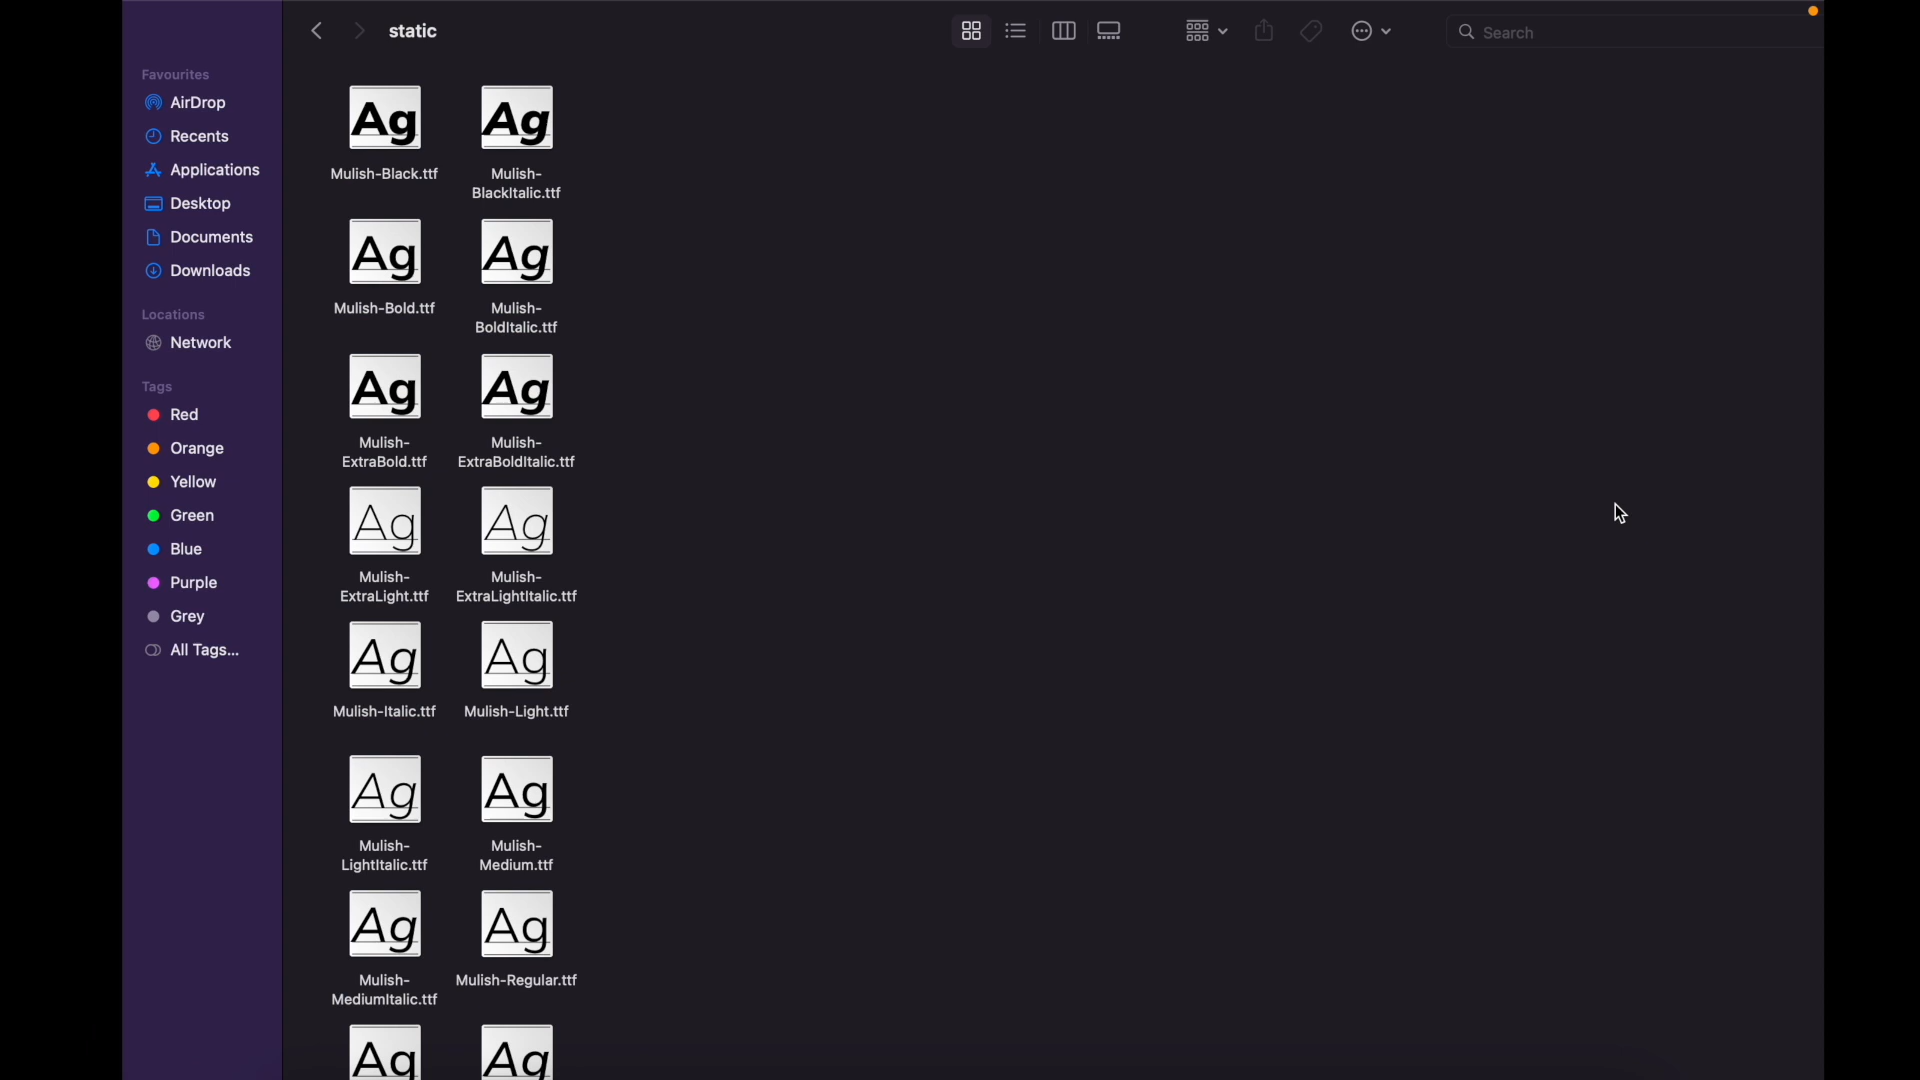 static
Search
Favourites
AirDrop
Recents
Applications
Desktop
Documents
Downloads
Locations
Network
Tags
Red
Orange
Yellow
Green
Blue
Purple
Grey
All Tags...
Ag
Mulish-Black.ttf
Ag
Mulish-
BlackItalic.ttf
Ag
Mulish-Bold.ttf
Ag
Mulish-
BoldItalic.ttf
Ag
Mulish-
ExtraBold.ttf
Ag
Mulish-
ExtraBoldItalic.ttf
Ag
Mulish-
ExtraLight.ttf
Ag
Mulish-
ExtraLightItalic.ttf
Ag
Mulish-Italic.ttf
Ag
Mulish-Light.ttf
Ag
Mulish-
LightItalic.ttf
Ag
Mulish-
Medium.ttf
Ag
Mulish-
MediumItalic.ttf
Ag
Mulish-Regular.ttf
Ag
Ag